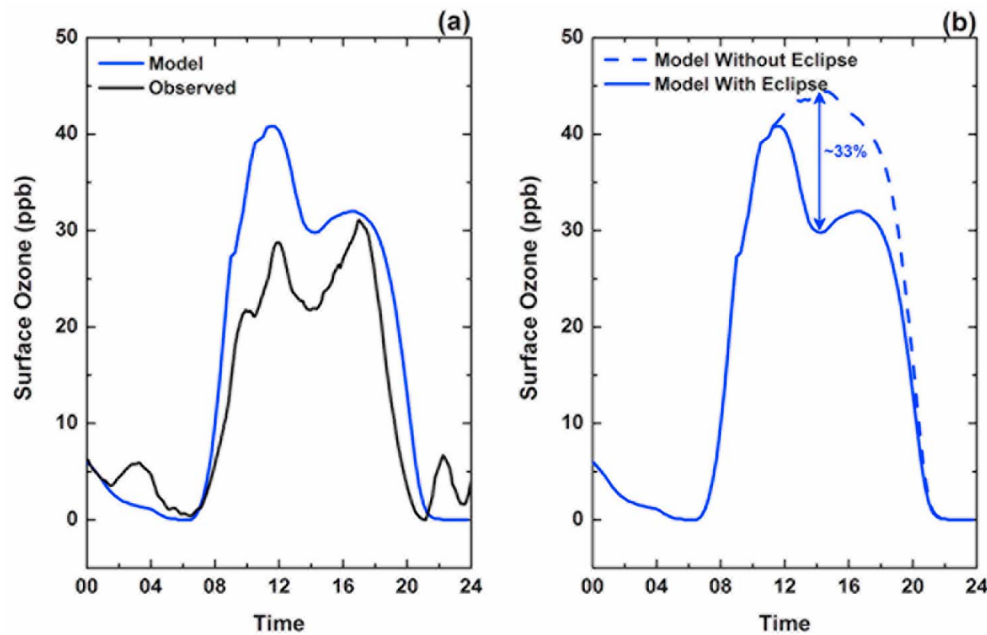 (a)
50
40
30
20
10
0
Surface Ozone (ppb)
Model
Observed
00 04 08 12 16 20 24
Time
(b)
50
40
30
20
10
0
Surface Ozone (ppb)
Model Without Eclipse
Model With Eclipse
~33%
00 04 08 12 16 20 24
Time